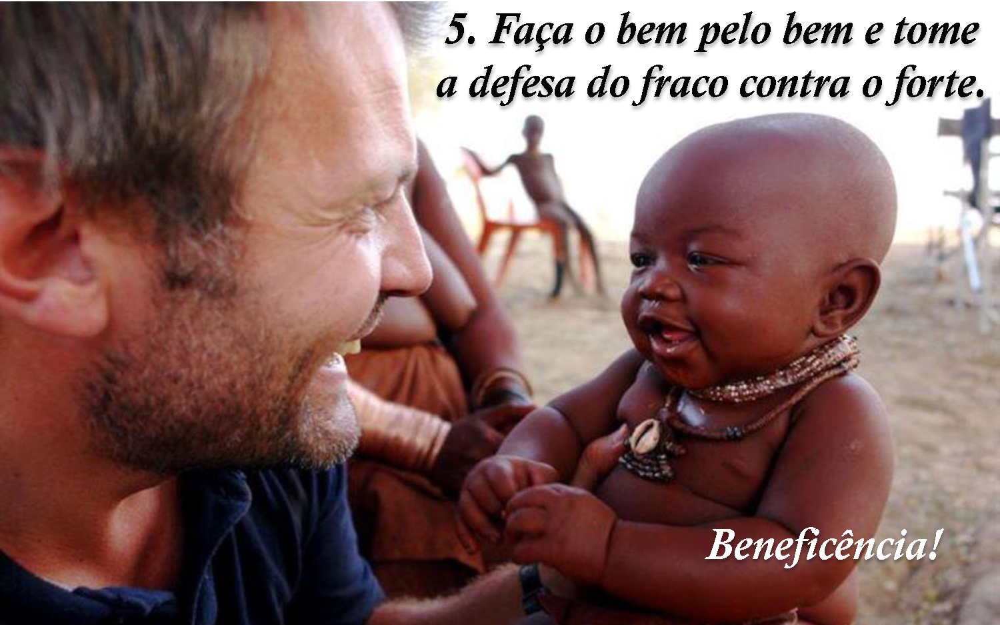 5. Faça o bem pelo bem e tome
a defesa do fraco contra o forte.
Beneficência!